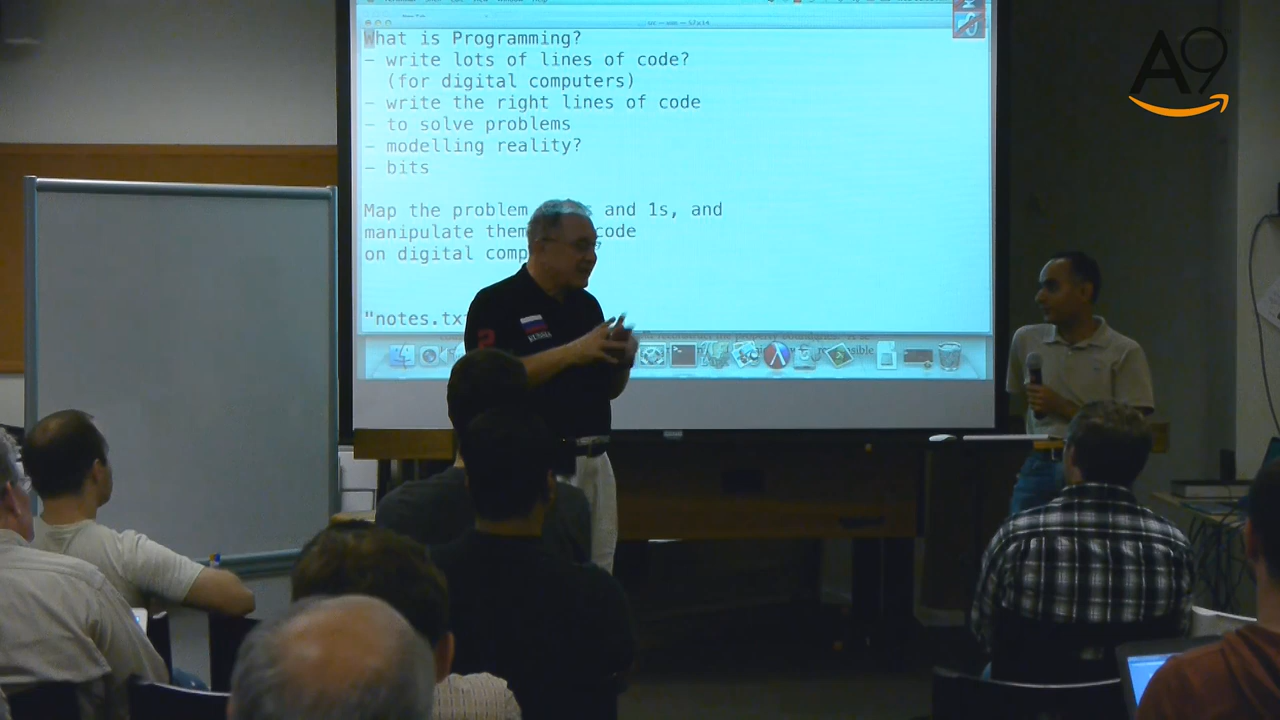 What is Programming?
- write lots of lines of code?
(for digital computers)
- write the right lines of code
- to solve problems
- modelling reality?
- bits
Map the problem and 1s, and
manipulate them code
on digital comp
"notes.tx
A9
RUSSIA
2